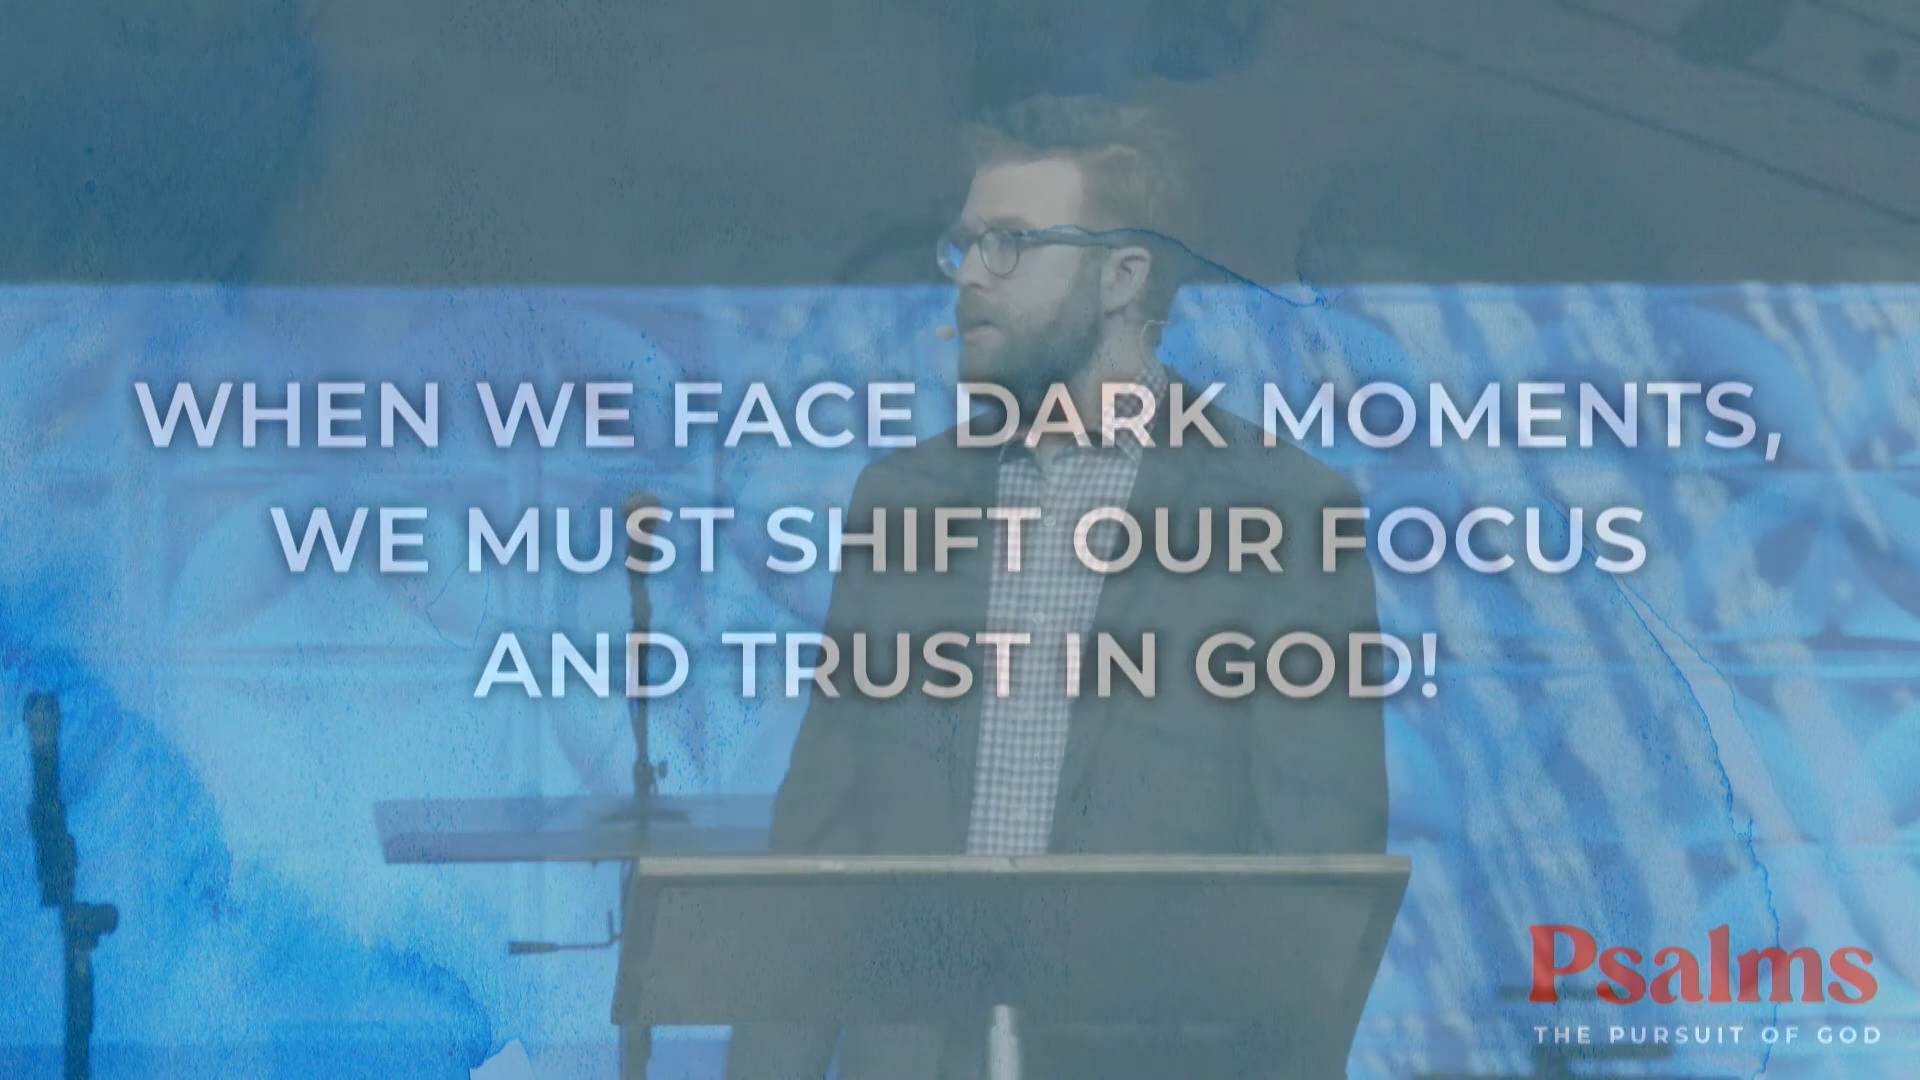 WHEN WE FACE DARK MOMENTS,
WE MUST SHIFT OUR FOCUS
AND TRUST IN GOD!
Psalms
THE PURSUIT OF GOD